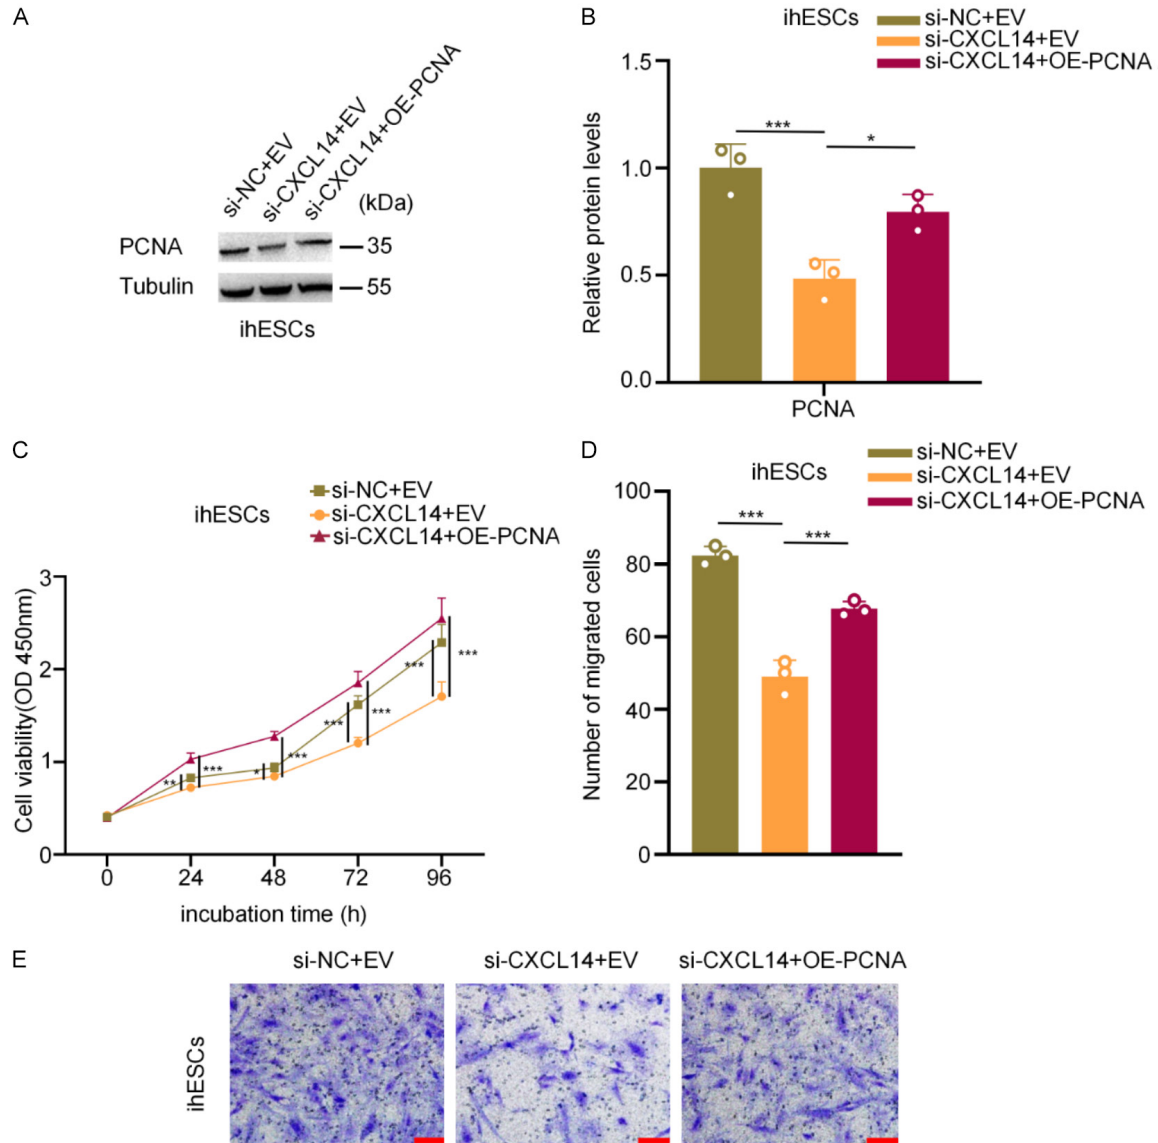 A
si-NC+EV
si-CXCL14+EV
si-CXCL14+OE-PCNA
(kDa)
PCNA
35
Tubulin
55
ihESCs
B
ihESCs
si-NC+EV
si-CXCL14+EV
si-CXCL14+OE-PCNA
Relative protein levels
1.5
1.0
0.5
0.0
***
*
PCNA
C
ihESCs
si-NC+EV
si-CXCL14+EV
si-CXCL14+OE-PCNA
Cell viability(OD 450nm)
3
2
1
0
**
***
*
***
***
***
***
***
0 24 48 72 96
incubation time (h)
D
ihESCs
si-NC+EV
si-CXCL14+EV
si-CXCL14+OE-PCNA
Number of migrated cells
100
80
60
40
20
0
***
***
E
si-NC+EV si-CXCL14+EV si-CXCL14+OE-PCNA
ihESCs